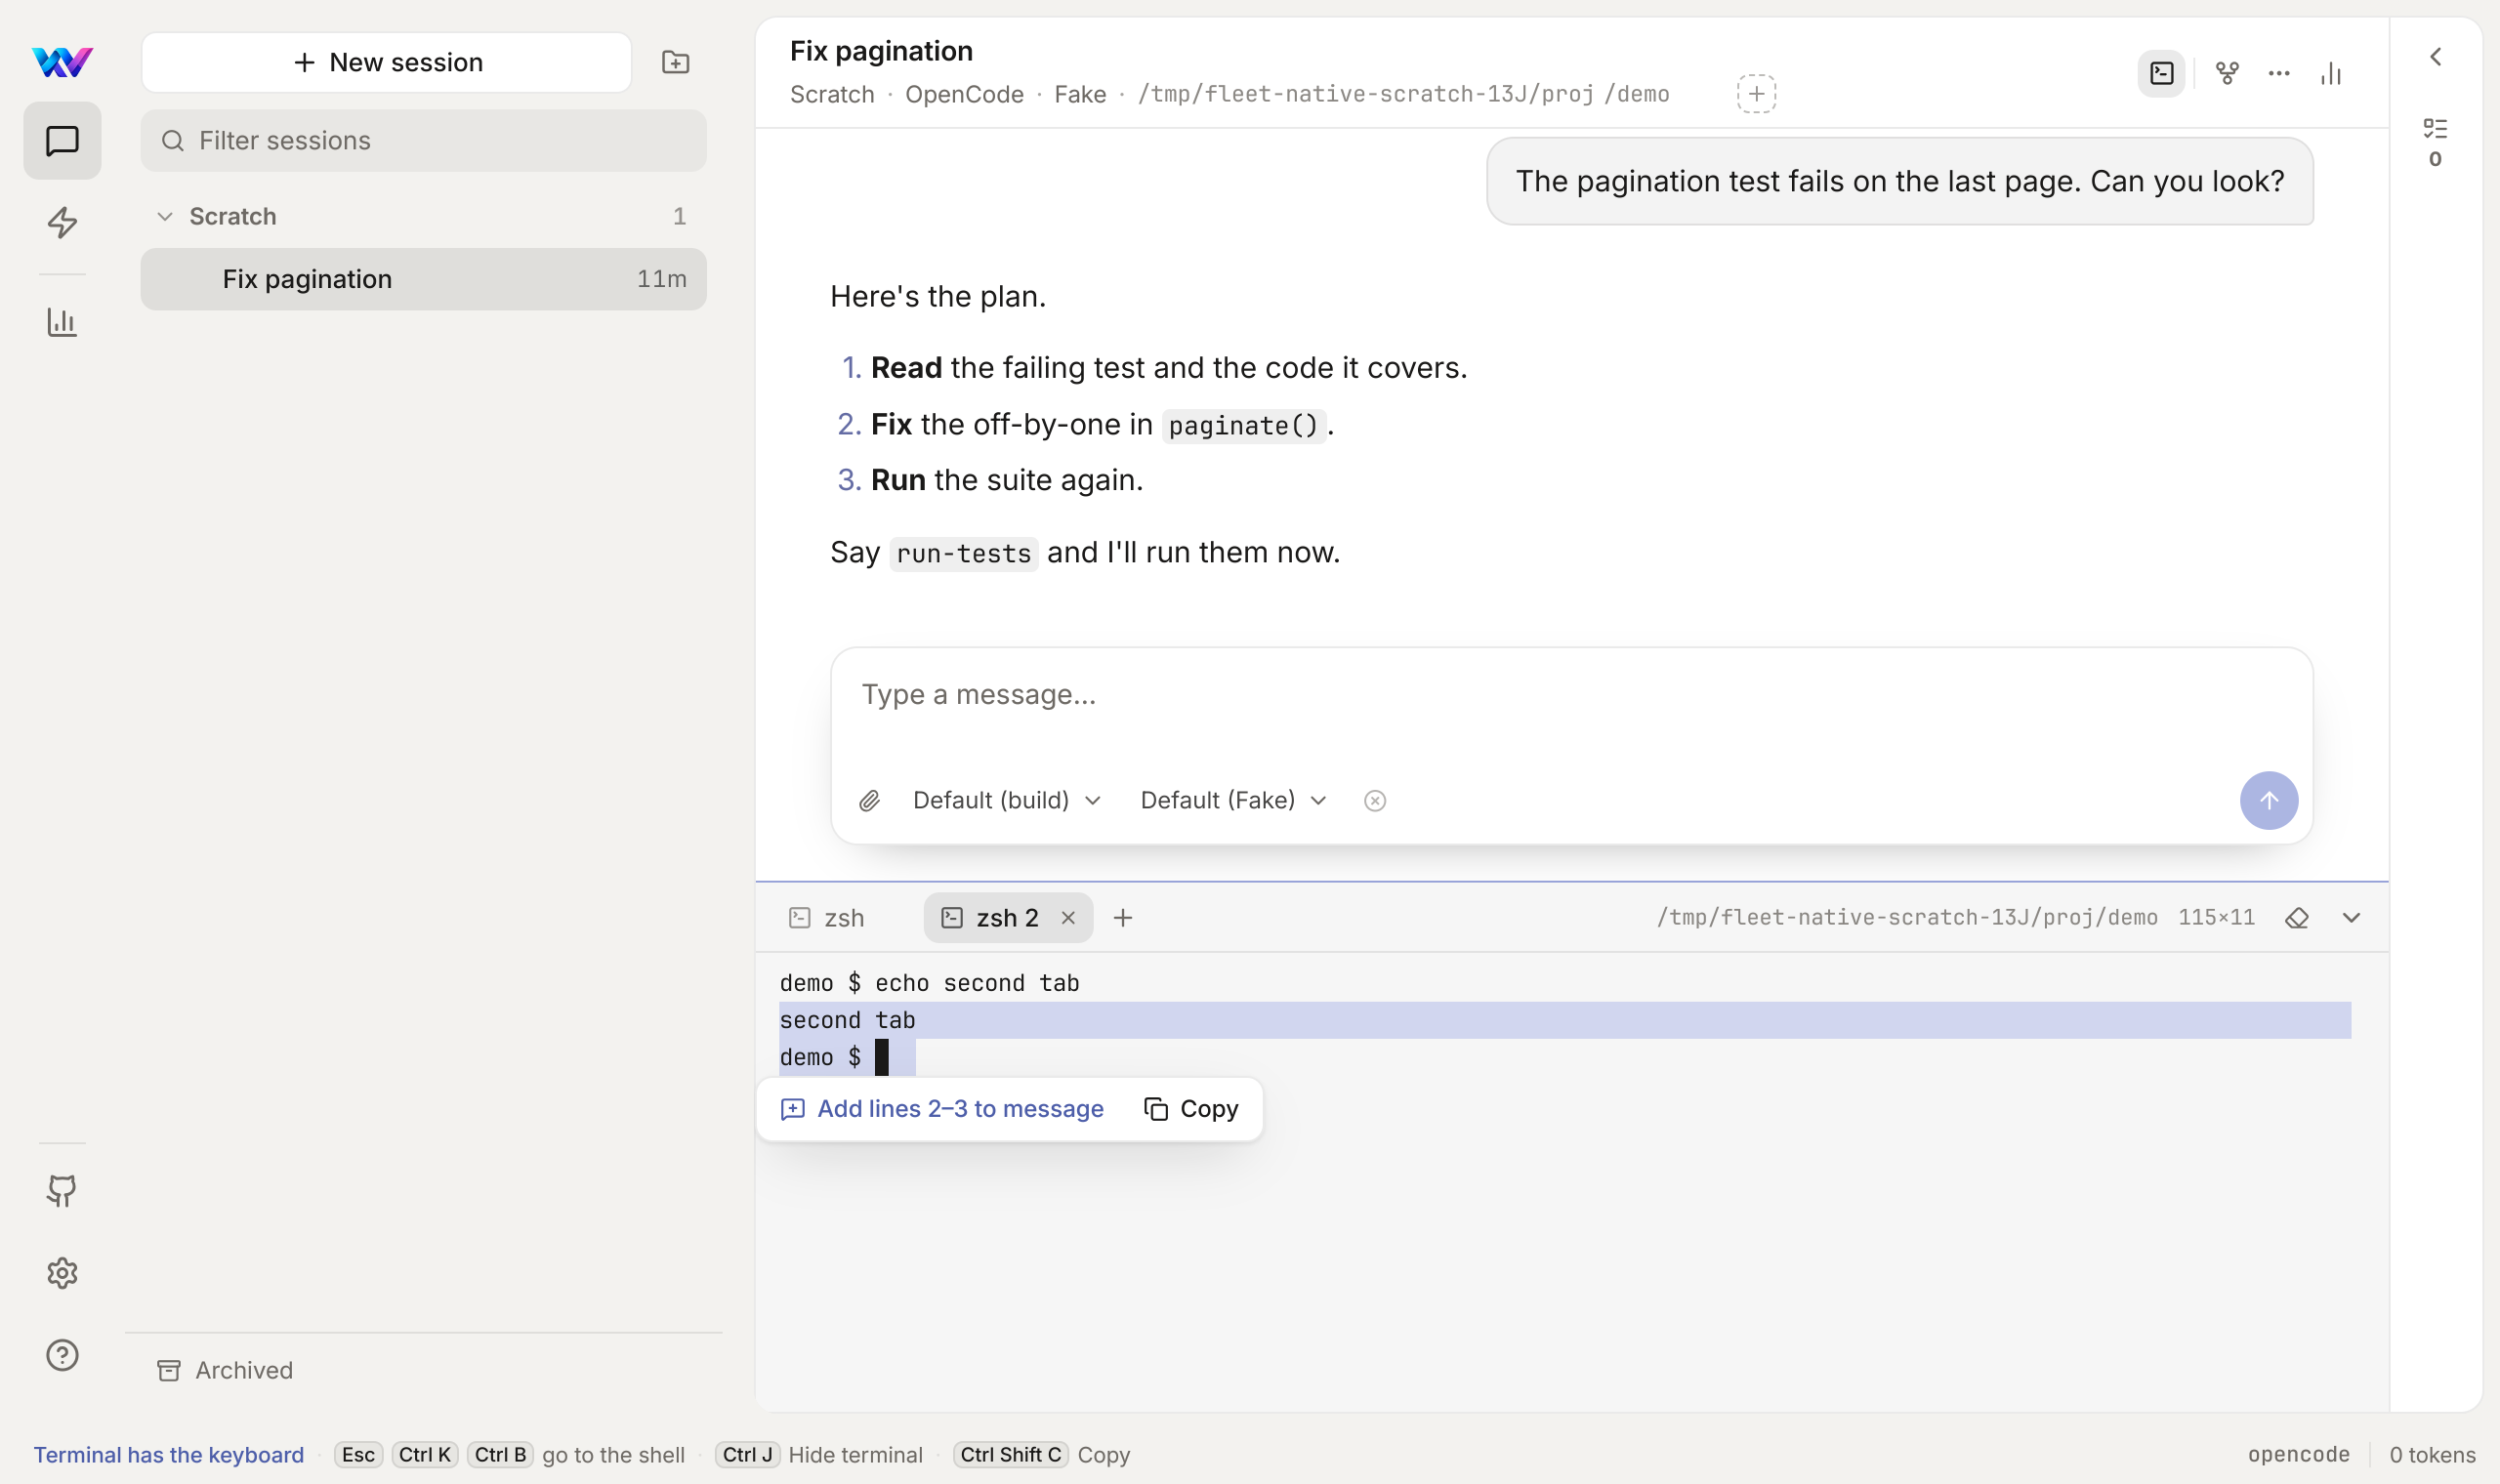 New session
Filter sessions
Scratch 1
Fix pagination 11m
Archived
Fix pagination
Scratch · OpenCode · Fake · /tmp/fleet-native-scratch-13J/proj /demo
0
The pagination test fails on the last page. Can you look?
Here's the plan.
1. Read the failing test and the code it covers.
2. Fix the off-by-one in paginate().
3. Run the suite again.
Say run-tests and I'll run them now.
Type a message...
Default (build) Default (Fake)
zsh zsh 2 /tmp/fleet-native-scratch-13J/proj/demo 115×11
demo $ echo second tab
second tab
demo $
Add lines 2–3 to message Copy
Terminal has the keyboard · Esc Ctrl K Ctrl B go to the shell · Ctrl J Hide terminal · Ctrl Shift C Copy opencode 0 tokens